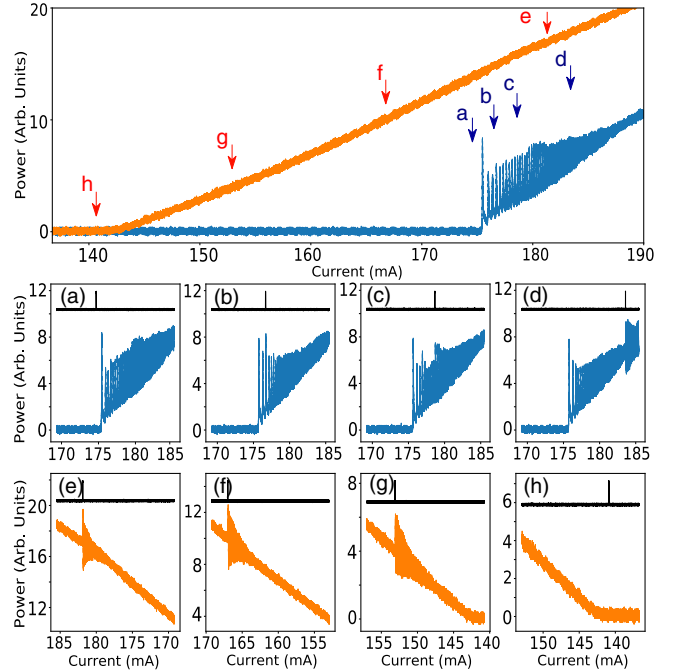 20
e
f
d
c
b
a
10
g
h
0
Power (Arb. Units)
140 150 160 170 180 190
Current (mA)
12 (a) (b) (c) (d)
8
4
0
Power (Arb. Units)
170 175 180 185 170 175 180 185 170 175 180 185 170 175 180 185
(e) (f) (g) (h)
20 12 8 6
16 8 4 4
2
12 4 0 0
Power (Arb. Units)
185 180 175 170 170 165 160 155 155 150 145 140 150 145 140
Current (mA) Current (mA) Current (mA) Current (mA)